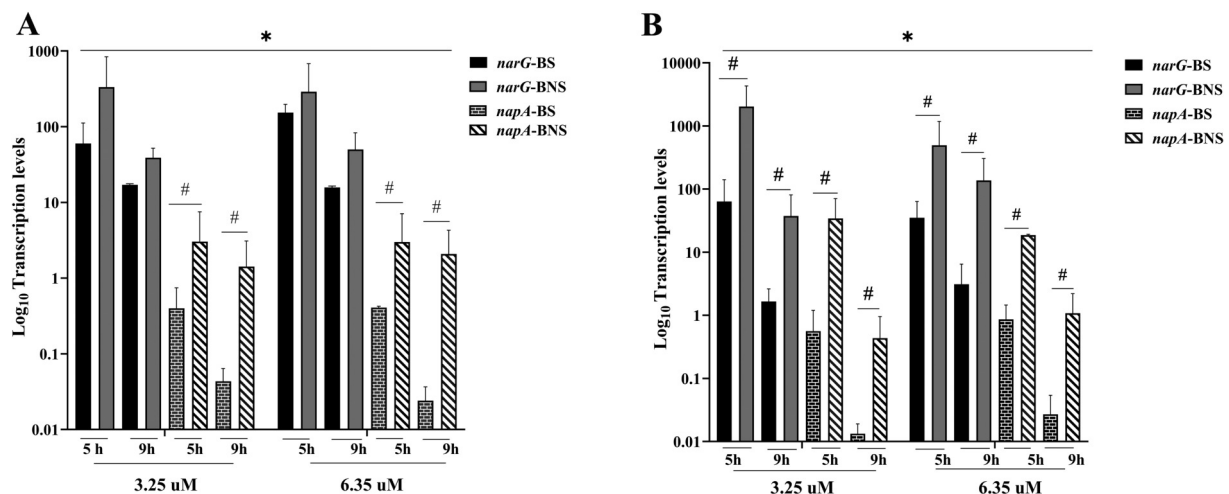 A
*
1000
100
10
1
0.1
0.01
Log10 Transcription levels
# # # #
5 h 9h 5h 9h 5h 9h 5h 9h
3.25 uM 6.35 uM
narG-BS
narG-BNS
napA-BS
napA-BNS
B
*
10000
1000
100
10
1
0.1
0.01
Log10 Transcription levels
# # # # # # # #
5h 9h 5h 9h 5h 9h 5h 9h
3.25 uM 6.35 uM
narG-BS
narG-BNS
napA-BS
napA-BNS